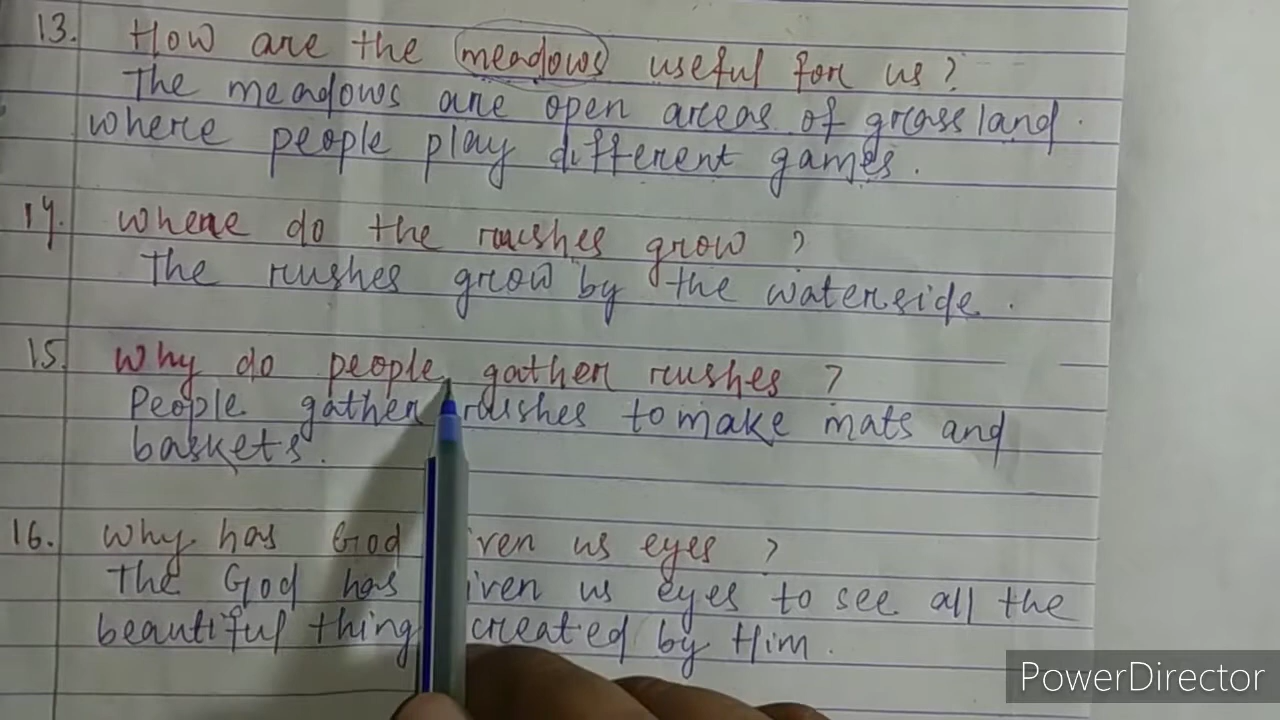 13. How are the meadows useful for us?
The meadows are open areas of grassland.
where people play different games.
14. Where do the rushes grow?
The rushes grow by the waterside.
15. Why do people gather rushes?
People gather rushes to make mats and
baskets.
16. Why has God iven us eyes?
The God has iven us eyes to see all the
beautiful thing created by Him.
PowerDirector